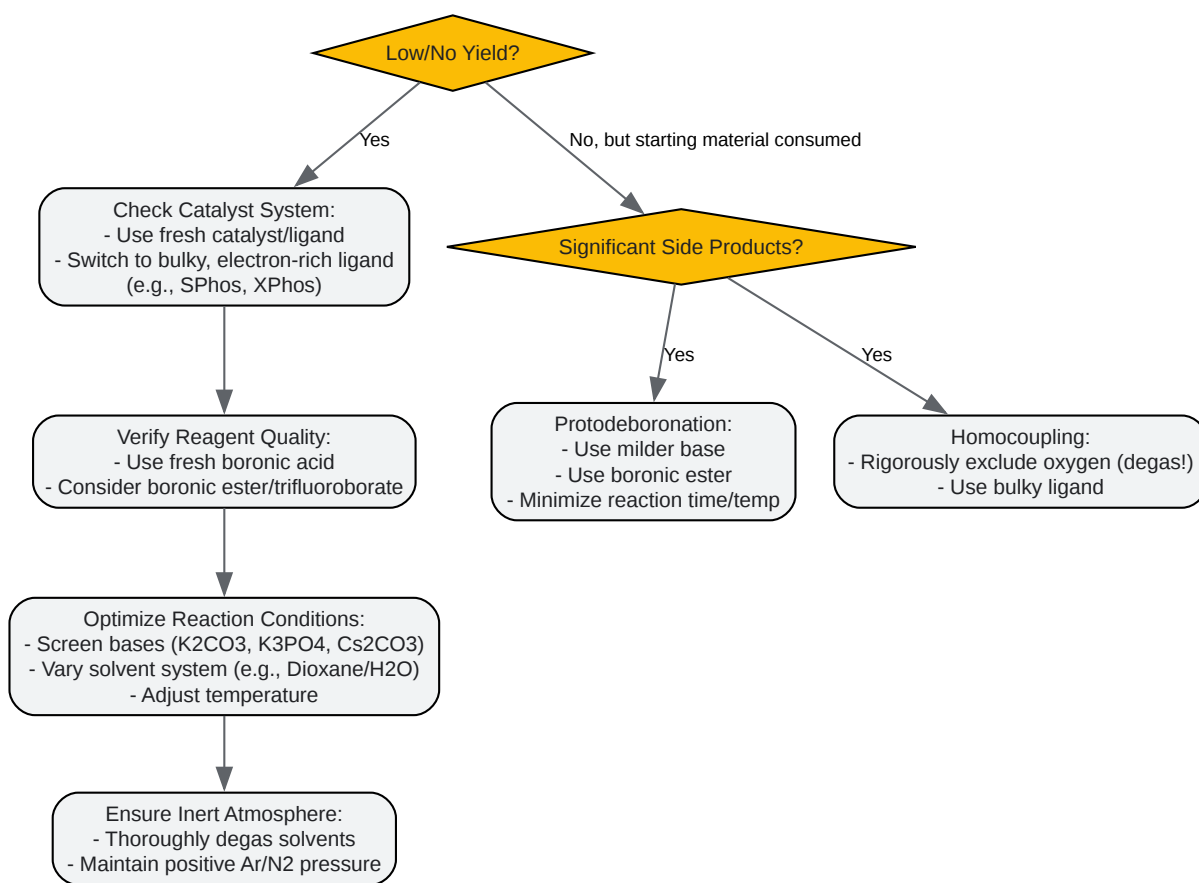 Low/No Yield?
Yes
No, but starting material consumed
Check Catalyst System:
- Use fresh catalyst/ligand
- Switch to bulky, electron-rich ligand
(e.g., SPhos, XPhos)
Significant Side Products?
Yes
Yes
Verify Reagent Quality:
- Use fresh boronic acid
- Consider boronic ester/trifluoroborate
Protodeboronation:
- Use milder base
- Use boronic ester
- Minimize reaction time/temp
Homocoupling:
- Rigorously exclude oxygen (degas!)
- Use bulky ligand
Optimize Reaction Conditions:
- Screen bases (K2CO3, K3PO4, Cs2CO3)
- Vary solvent system (e.g., Dioxane/H2O)
- Adjust temperature
Ensure Inert Atmosphere:
- Thoroughly degas solvents
- Maintain positive Ar/N2 pressure